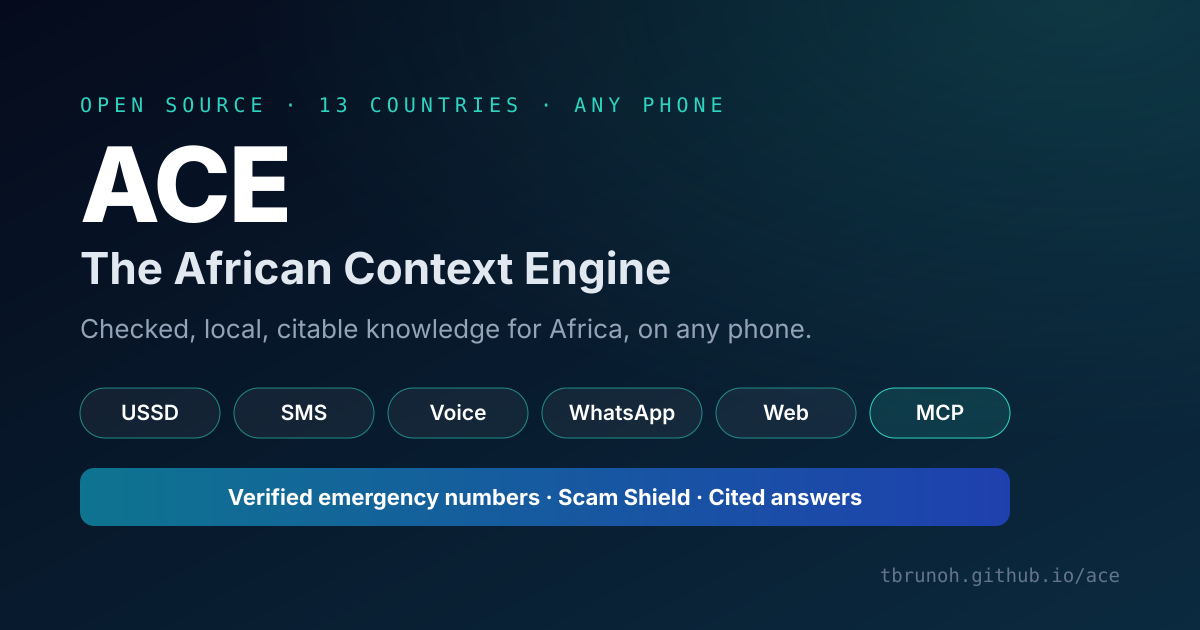 OPEN SOURCE · 13 COUNTRIES · ANY PHONE
ACE
The African Context Engine
Checked, local, citable knowledge for Africa, on any phone.
USSD SMS Voice WhatsApp Web MCP
Verified emergency numbers · Scam Shield · Cited answers
tbrunoh.github.io/ace